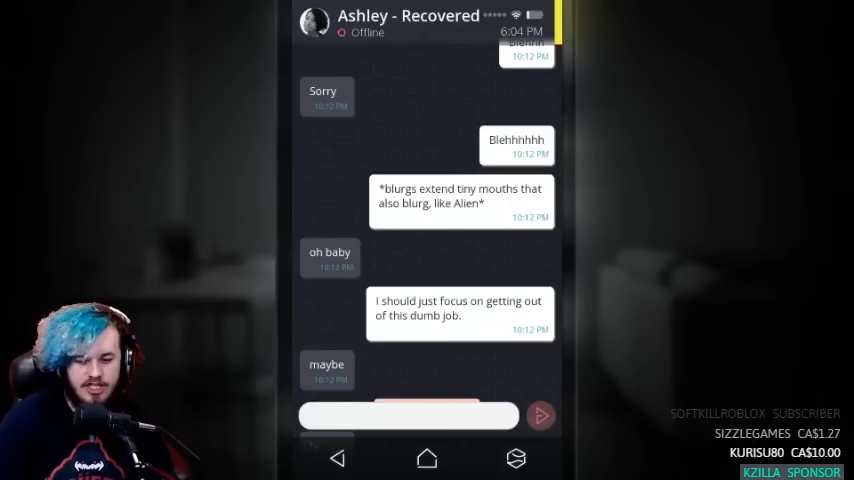 Ashley - Recovered
Offline
6:04 PM
Blehhh
10:12 PM
Sorry
10:12 PM
Blehhhhhh
10:12 PM
*blurgs extend tiny mouths that
also blurg, like Alien*
10:12 PM
oh baby
10:12 PM
I should just focus on getting out
of this dumb job.
10:12 PM
maybe
10:12 PM
SOFTKILLROBLOX SUBSCRIBER
SIZZLEGAMES CA$1.27
KURISU80 CA$10.00
KZILLA SPONSOR